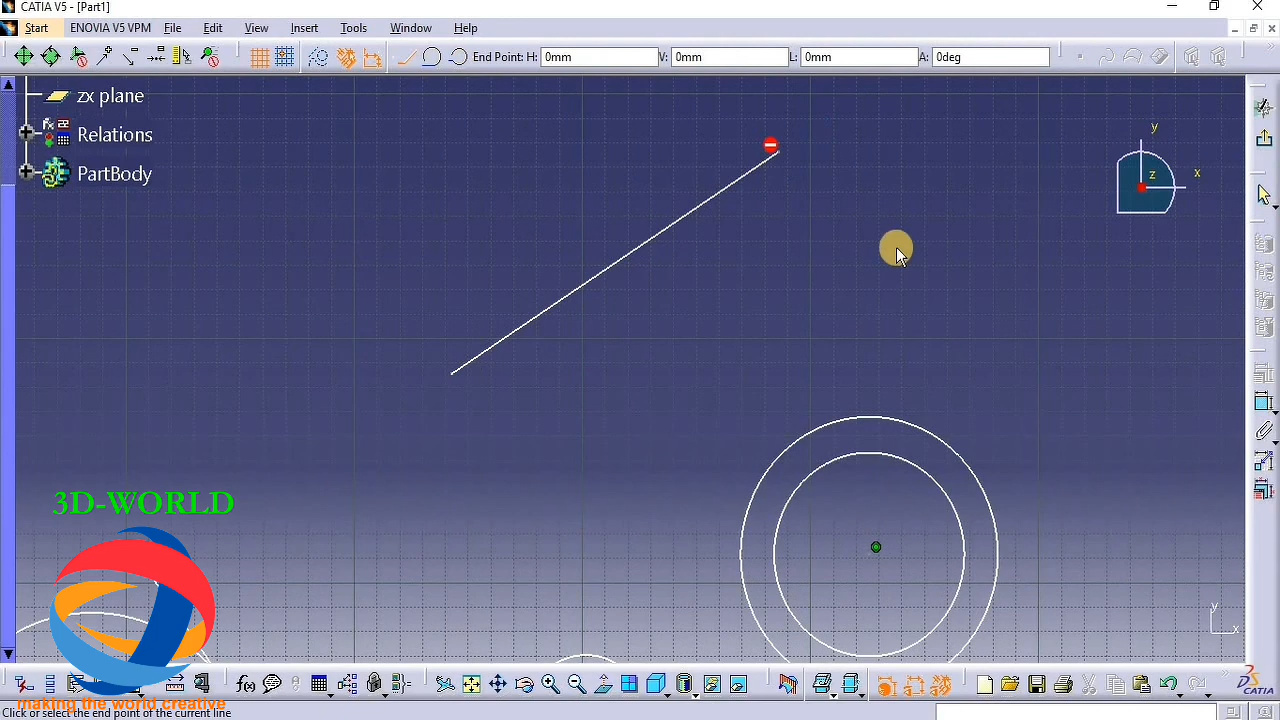 CATIA V5 - [Part1]
Start ENOVIA V5 VPM File Edit View Insert Tools Window Help
End Point: H: 0mm V: 0mm L: 0mm A: 0deg
zx plane
Relations
PartBody
y
z x
3D-WORLD
y
x
f(x)
CATIA
making the world creative
Click or select the end point of the current line